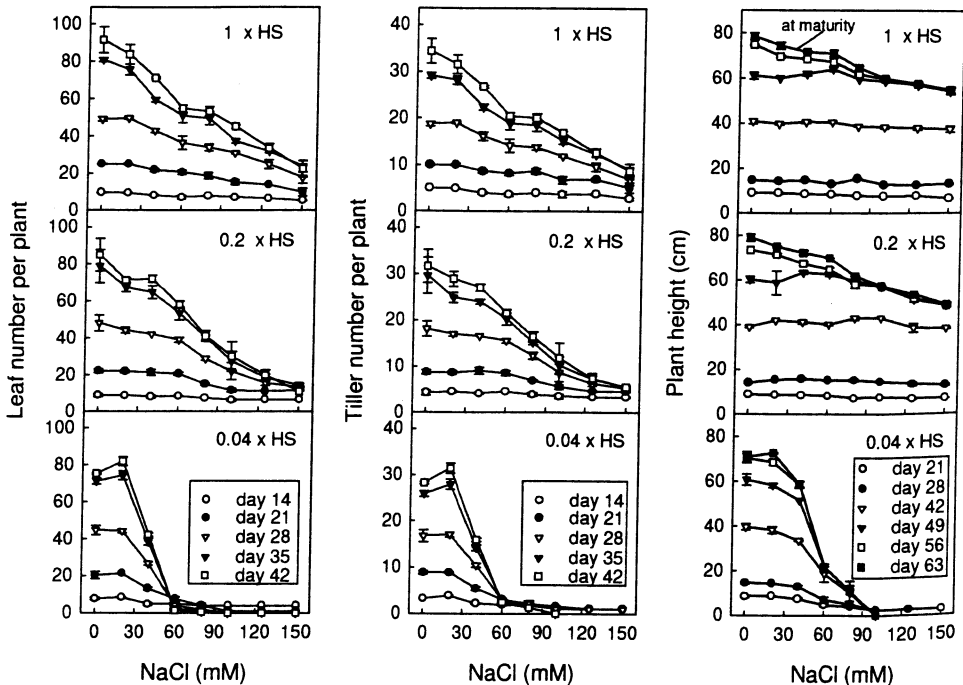 Leaf number per plant
100
80
60
40
20
0
1 x HS
80
60
40
20
0
0.2 x HS
80
60
40
20
0
0.04 x HS
day 14
day 21
day 28
day 35
day 42
0 30 60 90 120 150
NaCl (mM)
Tiller number per plant
40
30
20
10
0
1 x HS
30
20
10
0
0.2 x HS
30
20
10
0
0.04 x HS
day 14
day 21
day 28
day 35
day 42
0 30 60 90 120 150
NaCl (mM)
Plant height (cm)
80
60
40
20
0
at maturity
1 x HS
80
60
40
20
0
0.2 x HS
80
60
40
20
0
0.04 x HS
day 21
day 28
day 42
day 49
day 56
day 63
0 30 60 90 120 150
NaCl (mM)